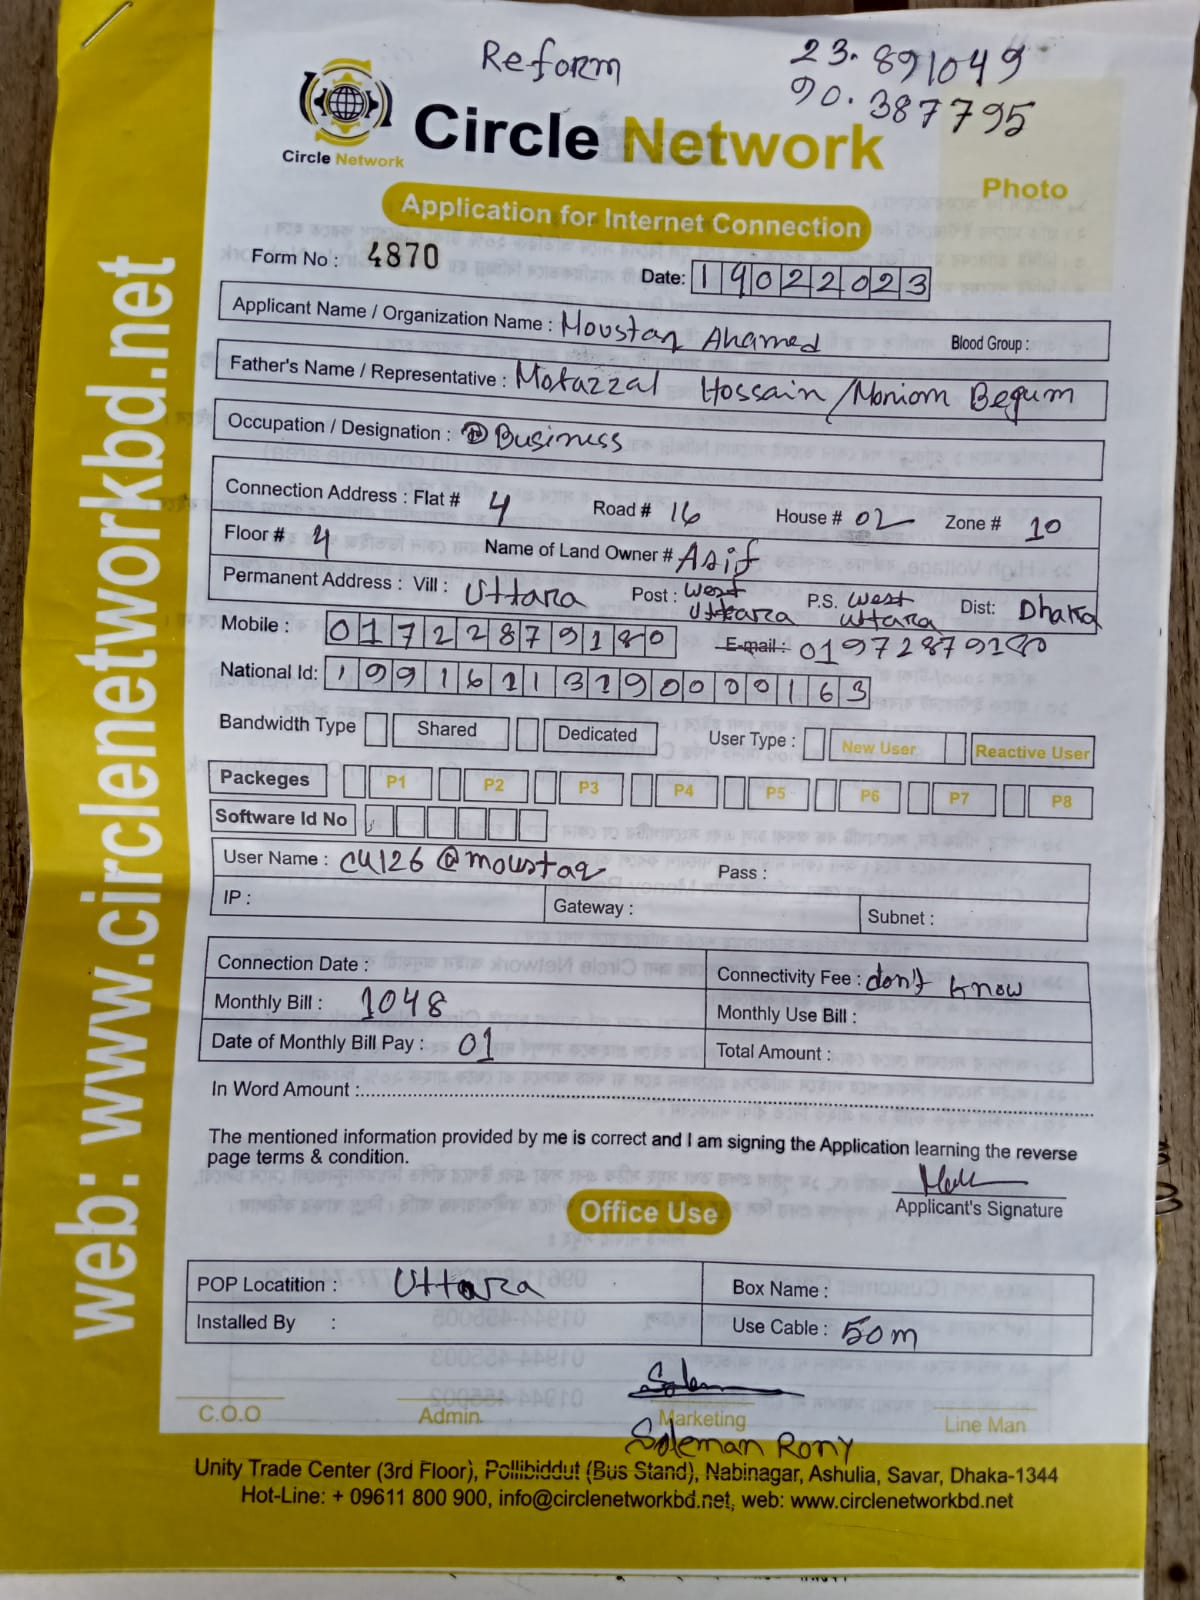 Reform
23.891049
90.387795
Circle Network
Circle Network
Photo
Application for Internet Connection
Form No : 4870
Date: 19022023
Applicant Name / Organization Name : Moustaq Ahamed Blood Group :
Father's Name / Representative : Motazzal Hossain / Moniom Begum
Occupation / Designation : Business
Connection Address : Flat # 4 Road # 16 House # 02 Zone # 10
Floor # 4 Name of Land Owner # Asif
Permanent Address : Vill : Uttara Post : West Uttara P.S. West Uttara Dist: Dhaka
Mobile : 01722879180 E-mail : 01972879180
National Id: 19916113190000163
Bandwidth Type Shared Dedicated User Type : New User Reactive User
Packeges P1 P2 P3 P4 P5 P6 P7 P8
Software Id No
User Name : cu126@moustaq Pass :
IP : Gateway : Subnet :
Connection Date : Connectivity Fee : don't know
Monthly Bill : 1048 Monthly Use Bill :
Date of Monthly Bill Pay : 01 Total Amount :
In Word Amount :
The mentioned information provided by me is correct and I am signing the Application learning the reverse
page terms & condition.
Applicant's Signature
Office Use
POP Locatition : Uttara Box Name :
Installed By : Use Cable : 50m
C.O.O Admin Marketing Line Man
Soleman Rony
Unity Trade Center (3rd Floor), Pollibiddut (Bus Stand), Nabinagar, Ashulia, Savar, Dhaka-1344
Hot-Line: + 09611 800 900, info@circlenetworkbd.net, web: www.circlenetworkbd.net
web: www.circlenetworkbd.net